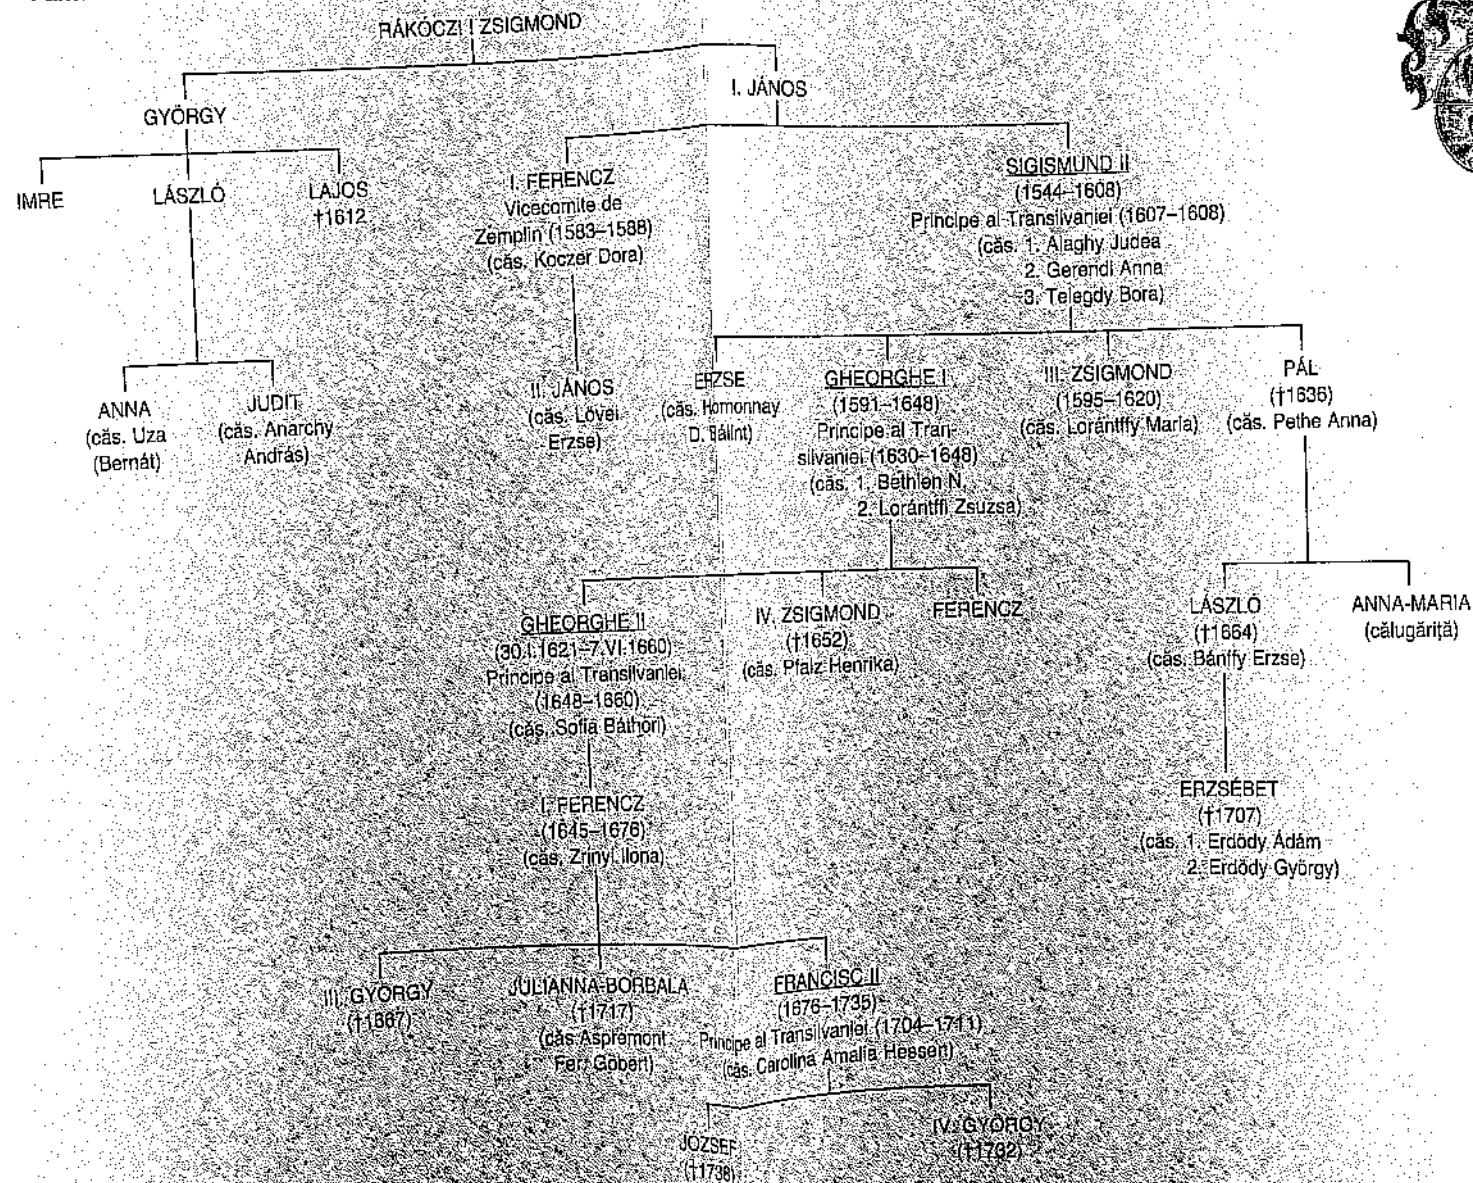 RÁKÓCZI I ZSIGMOND
GYÖRGY
I. JÁNOS
IMRE
LÁSZLÓ
LAJOS
†1612
I. FERENCZ
Vicecomite de
Zemplin (1583–1588)
(căs. Koczer Dora)
SIGISMUND II
(1544–1608)
Principe al Transilvaniei (1607–1608)
(căs. 1. Alaghy Judea
2. Gerendi Anna
3. Telegdy Bora)
ANNA
(căs. Uza
(Bernát)
JUDIT
(căs. Anarchy
András)
II. JÁNOS
(căs. Lövei
Erzse)
ERZSE
(căs. Homonnay
D. Bálint)
GHEORGHE I
(1591–1648)
Principe al Tran-
silvaniei (1630–1648)
(căs. 1. Bethlen N.
2. Lorántffi Zsuzsa)
III. ZSIGMOND
(1595–1620)
(căs. Lorántffy Maria)
PÁL
(†1636)
(căs. Pethe Anna)
GHEORGHE II
(30.I.1621–7.VI.1660)
Principe al Transilvaniei
(1648–1660)
(căs. Sofia Báthori)
IV. ZSIGMOND
(†1652)
(căs. Pfalz Henrika)
FERENCZ
LÁSZLÓ
(†1664)
(căs. Bánffy Erzse)
ANNA-MARIA
(călugăriță)
I. FERENCZ
(1645–1676)
(căs. Zrinyi Ilona)
ERZSÉBET
(†1707)
(căs. 1. Erdödy Ádám
2. Erdödy György)
III. GYÖRGY
(†1667)
JULIANNA-BORBALA
(†1717)
(căs Aspremont
Fer. Göbert)
FRANCISC II
(1676–1735)
Principe al Transilvaniei (1704–1711)
(căs. Carolina Amalia Hessen)
JÓZSEF
(†1738)
IV. GYÖRGY